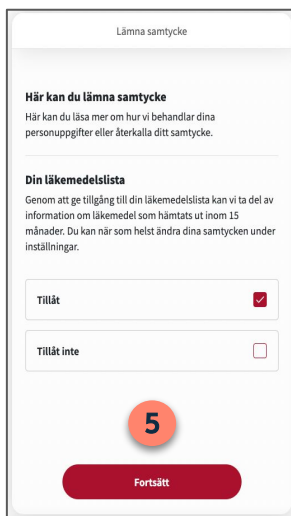 Lämna samtycke
Här kan du lämna samtycke
Här kan du läsa mer om hur vi behandlar dina
personuppgifter eller återkalla ditt samtycke.
Din läkemedelslista
Genom att ge tillgång till din läkemedelslista kan vi ta del av
information om läkemedel som hämtats ut inom 15
månader. Du kan när som helst ändra dina samtycken under
inställningar.
Tillåt
Tillåt inte
5
Fortsätt